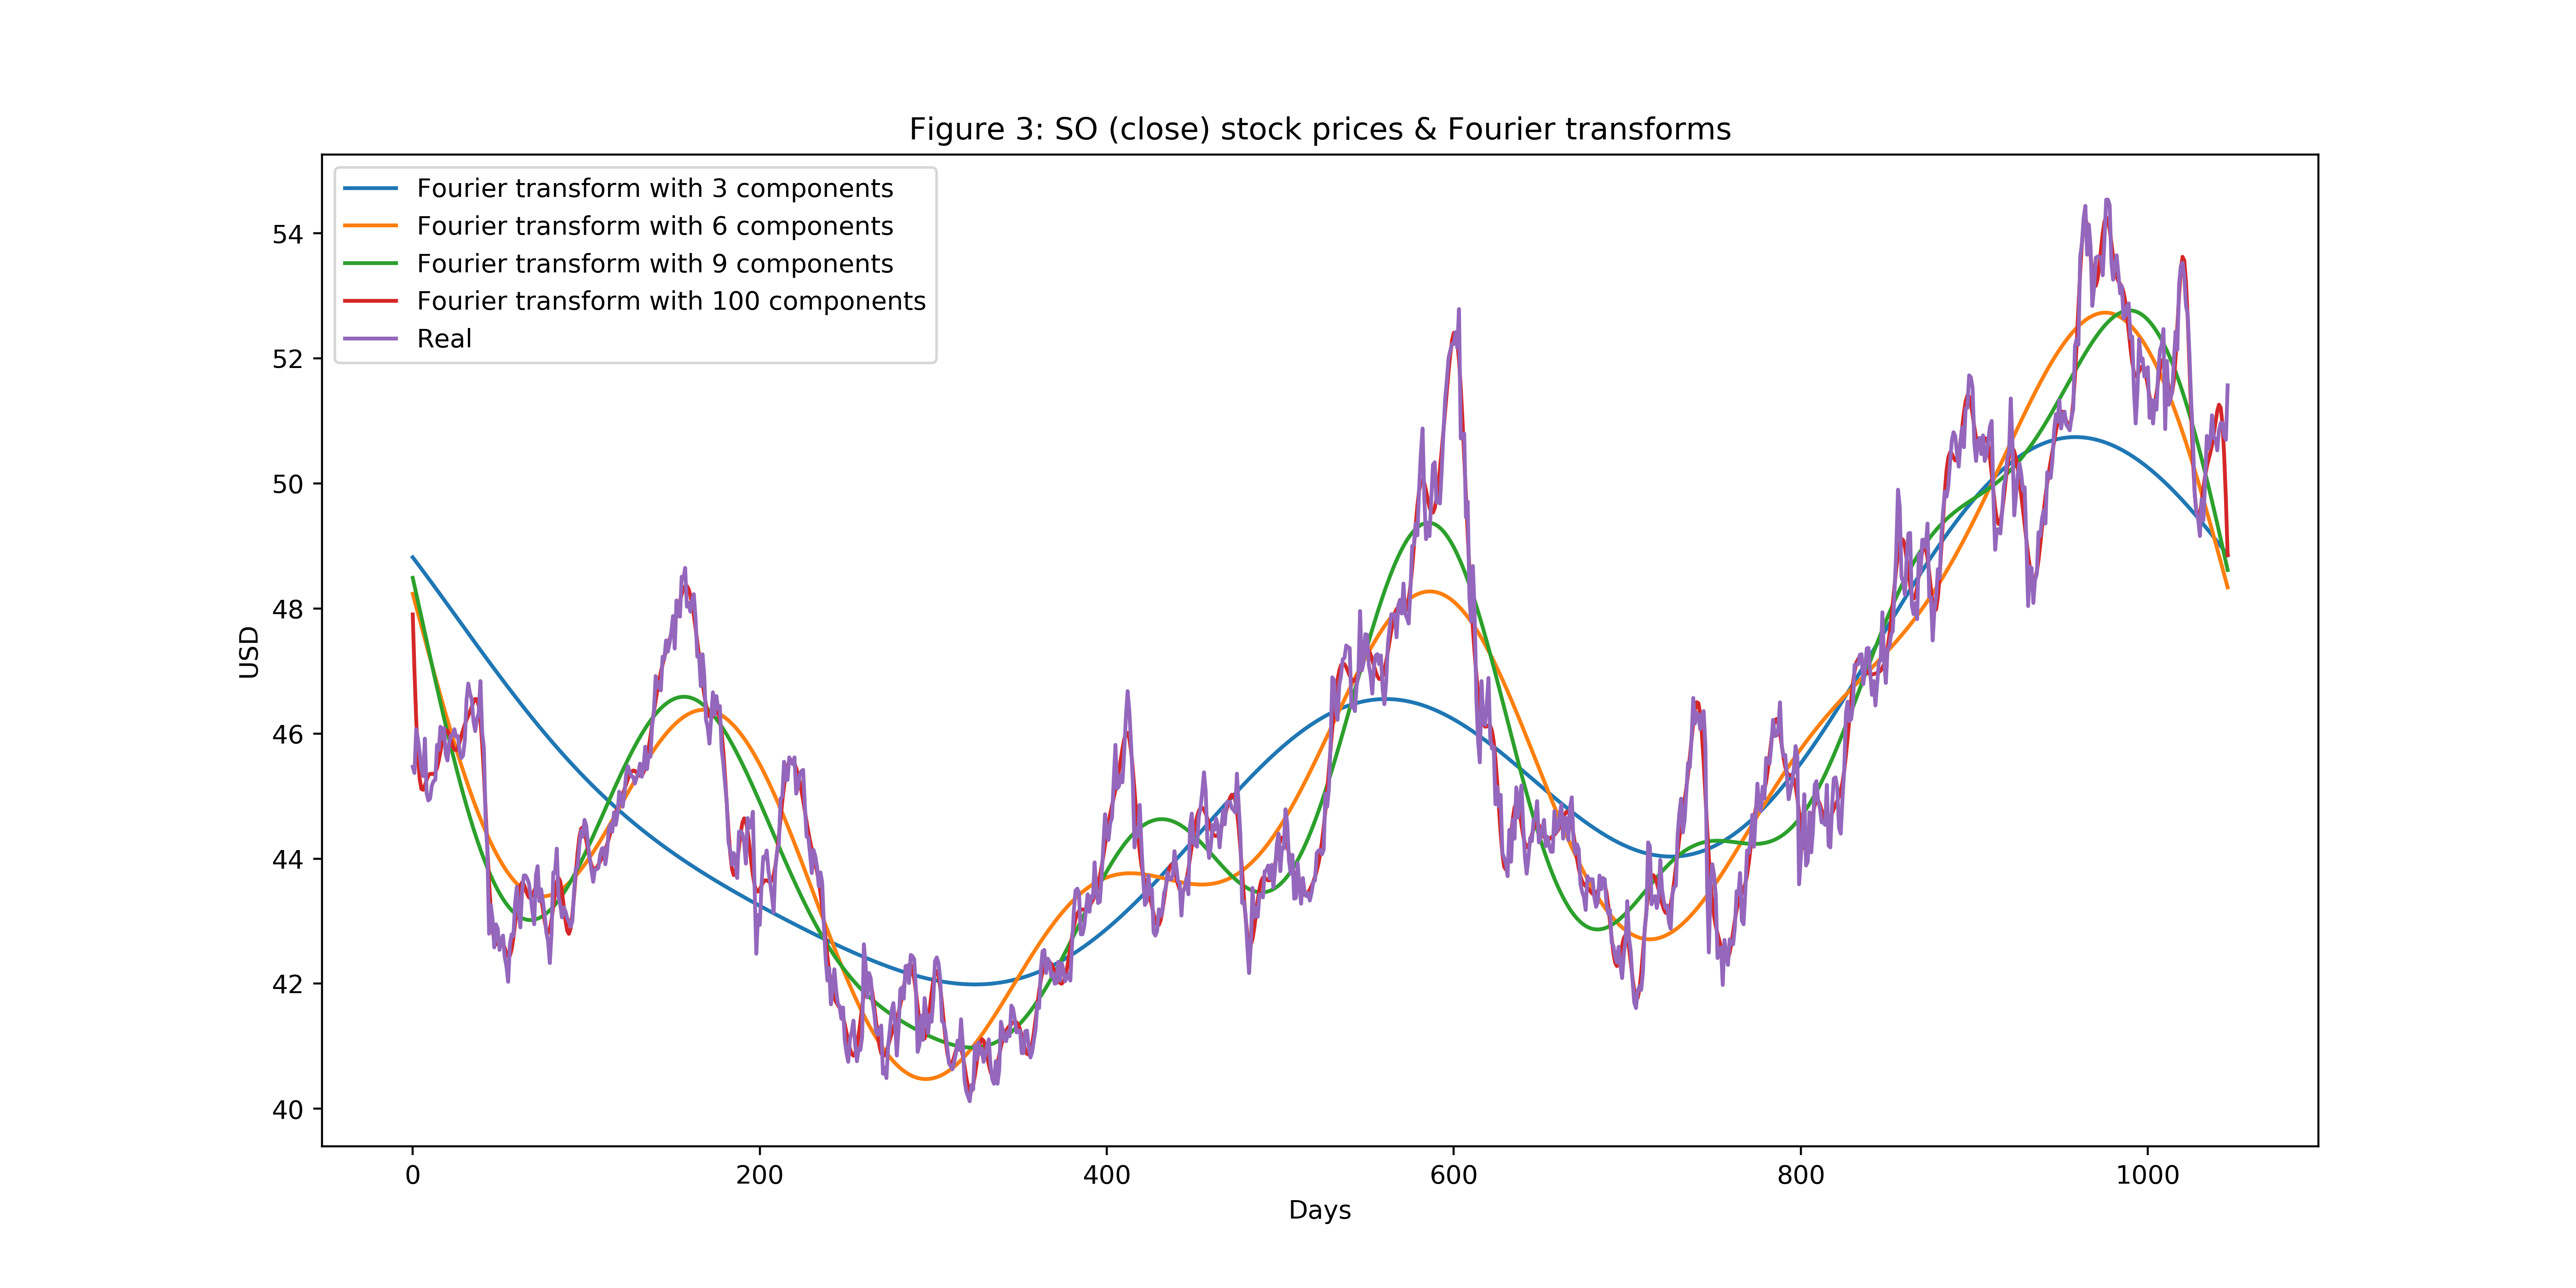 Figure 3: SO (close) stock prices & Fourier transforms
Fourier transform with 3 components
Fourier transform with 6 components
Fourier transform with 9 components
Fourier transform with 100 components
Real
54
52
50
48
46
44
42
40
USD
0
200
400
600
800
1000
Days